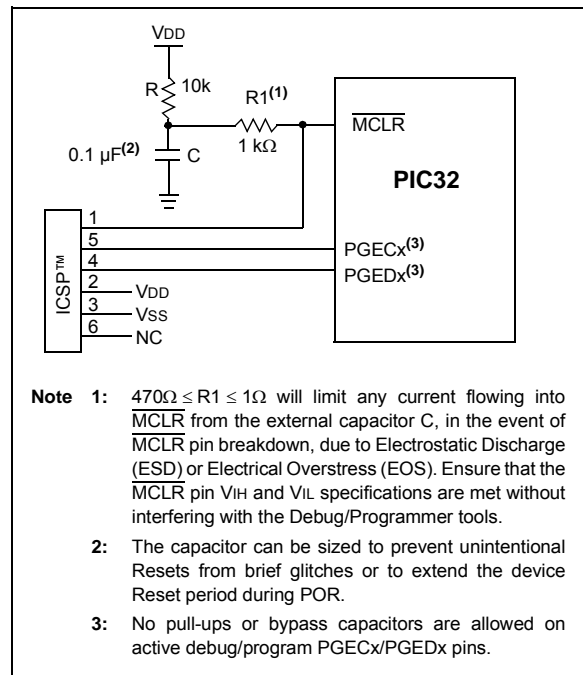 VDD
R
10k
R1(1)
1 kΩ
0.1 µF(2)
C
MCLR
PIC32
PGECx(3)
PGEDx(3)
ICSP™
1
5
4
2
VDD
3
VSS
6
NC
Note 1: 470Ω ≤ R1 ≤ 1Ω will limit any current flowing into
MCLR from the external capacitor C, in the event of
MCLR pin breakdown, due to Electrostatic Discharge
(ESD) or Electrical Overstress (EOS). Ensure that the
MCLR pin VIH and VIL specifications are met without
interfering with the Debug/Programmer tools.
2: The capacitor can be sized to prevent unintentional
Resets from brief glitches or to extend the device
Reset period during POR.
3: No pull-ups or bypass capacitors are allowed on
active debug/program PGECx/PGEDx pins.